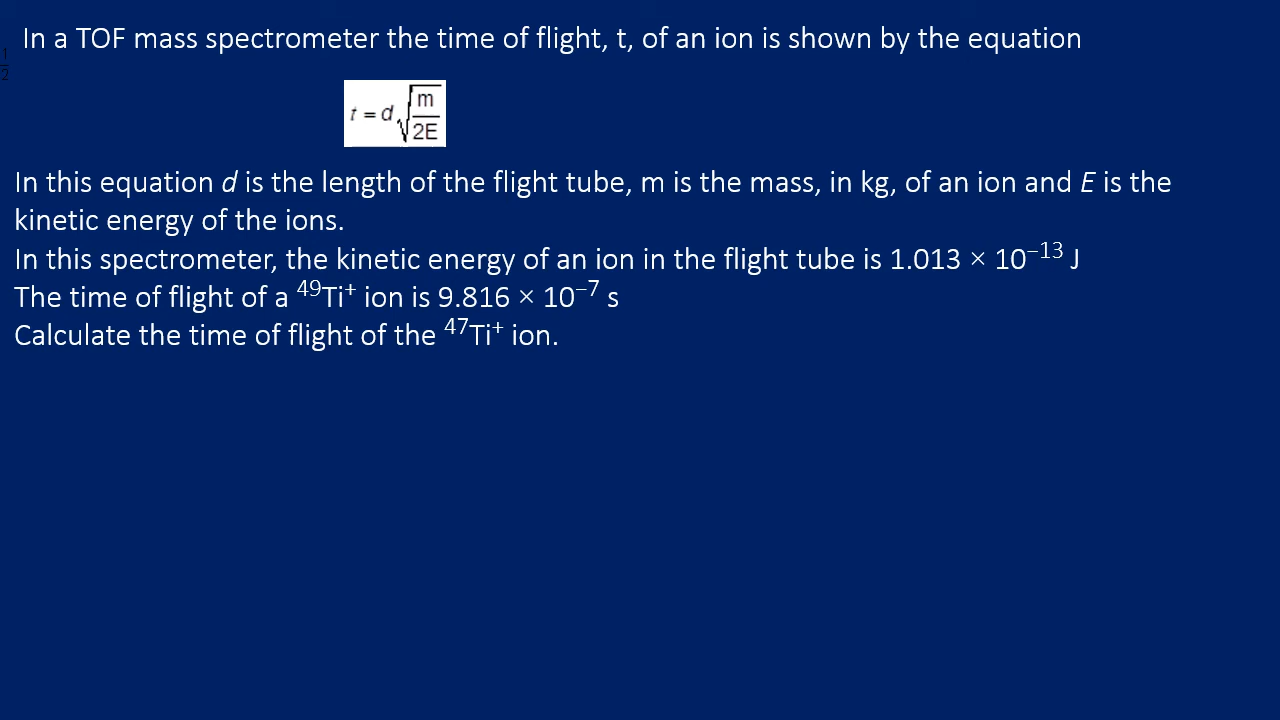 In a TOF mass spectrometer the time of flight, t, of an ion is shown by the equation
1/2
t = d√(m/2E)
In this equation d is the length of the flight tube, m is the mass, in kg, of an ion and E is the
kinetic energy of the ions.
In this spectrometer, the kinetic energy of an ion in the flight tube is 1.013 × 10⁻¹³ J
The time of flight of a ⁴⁹Ti⁺ ion is 9.816 × 10⁻⁷ s
Calculate the time of flight of the ⁴⁷Ti⁺ ion.